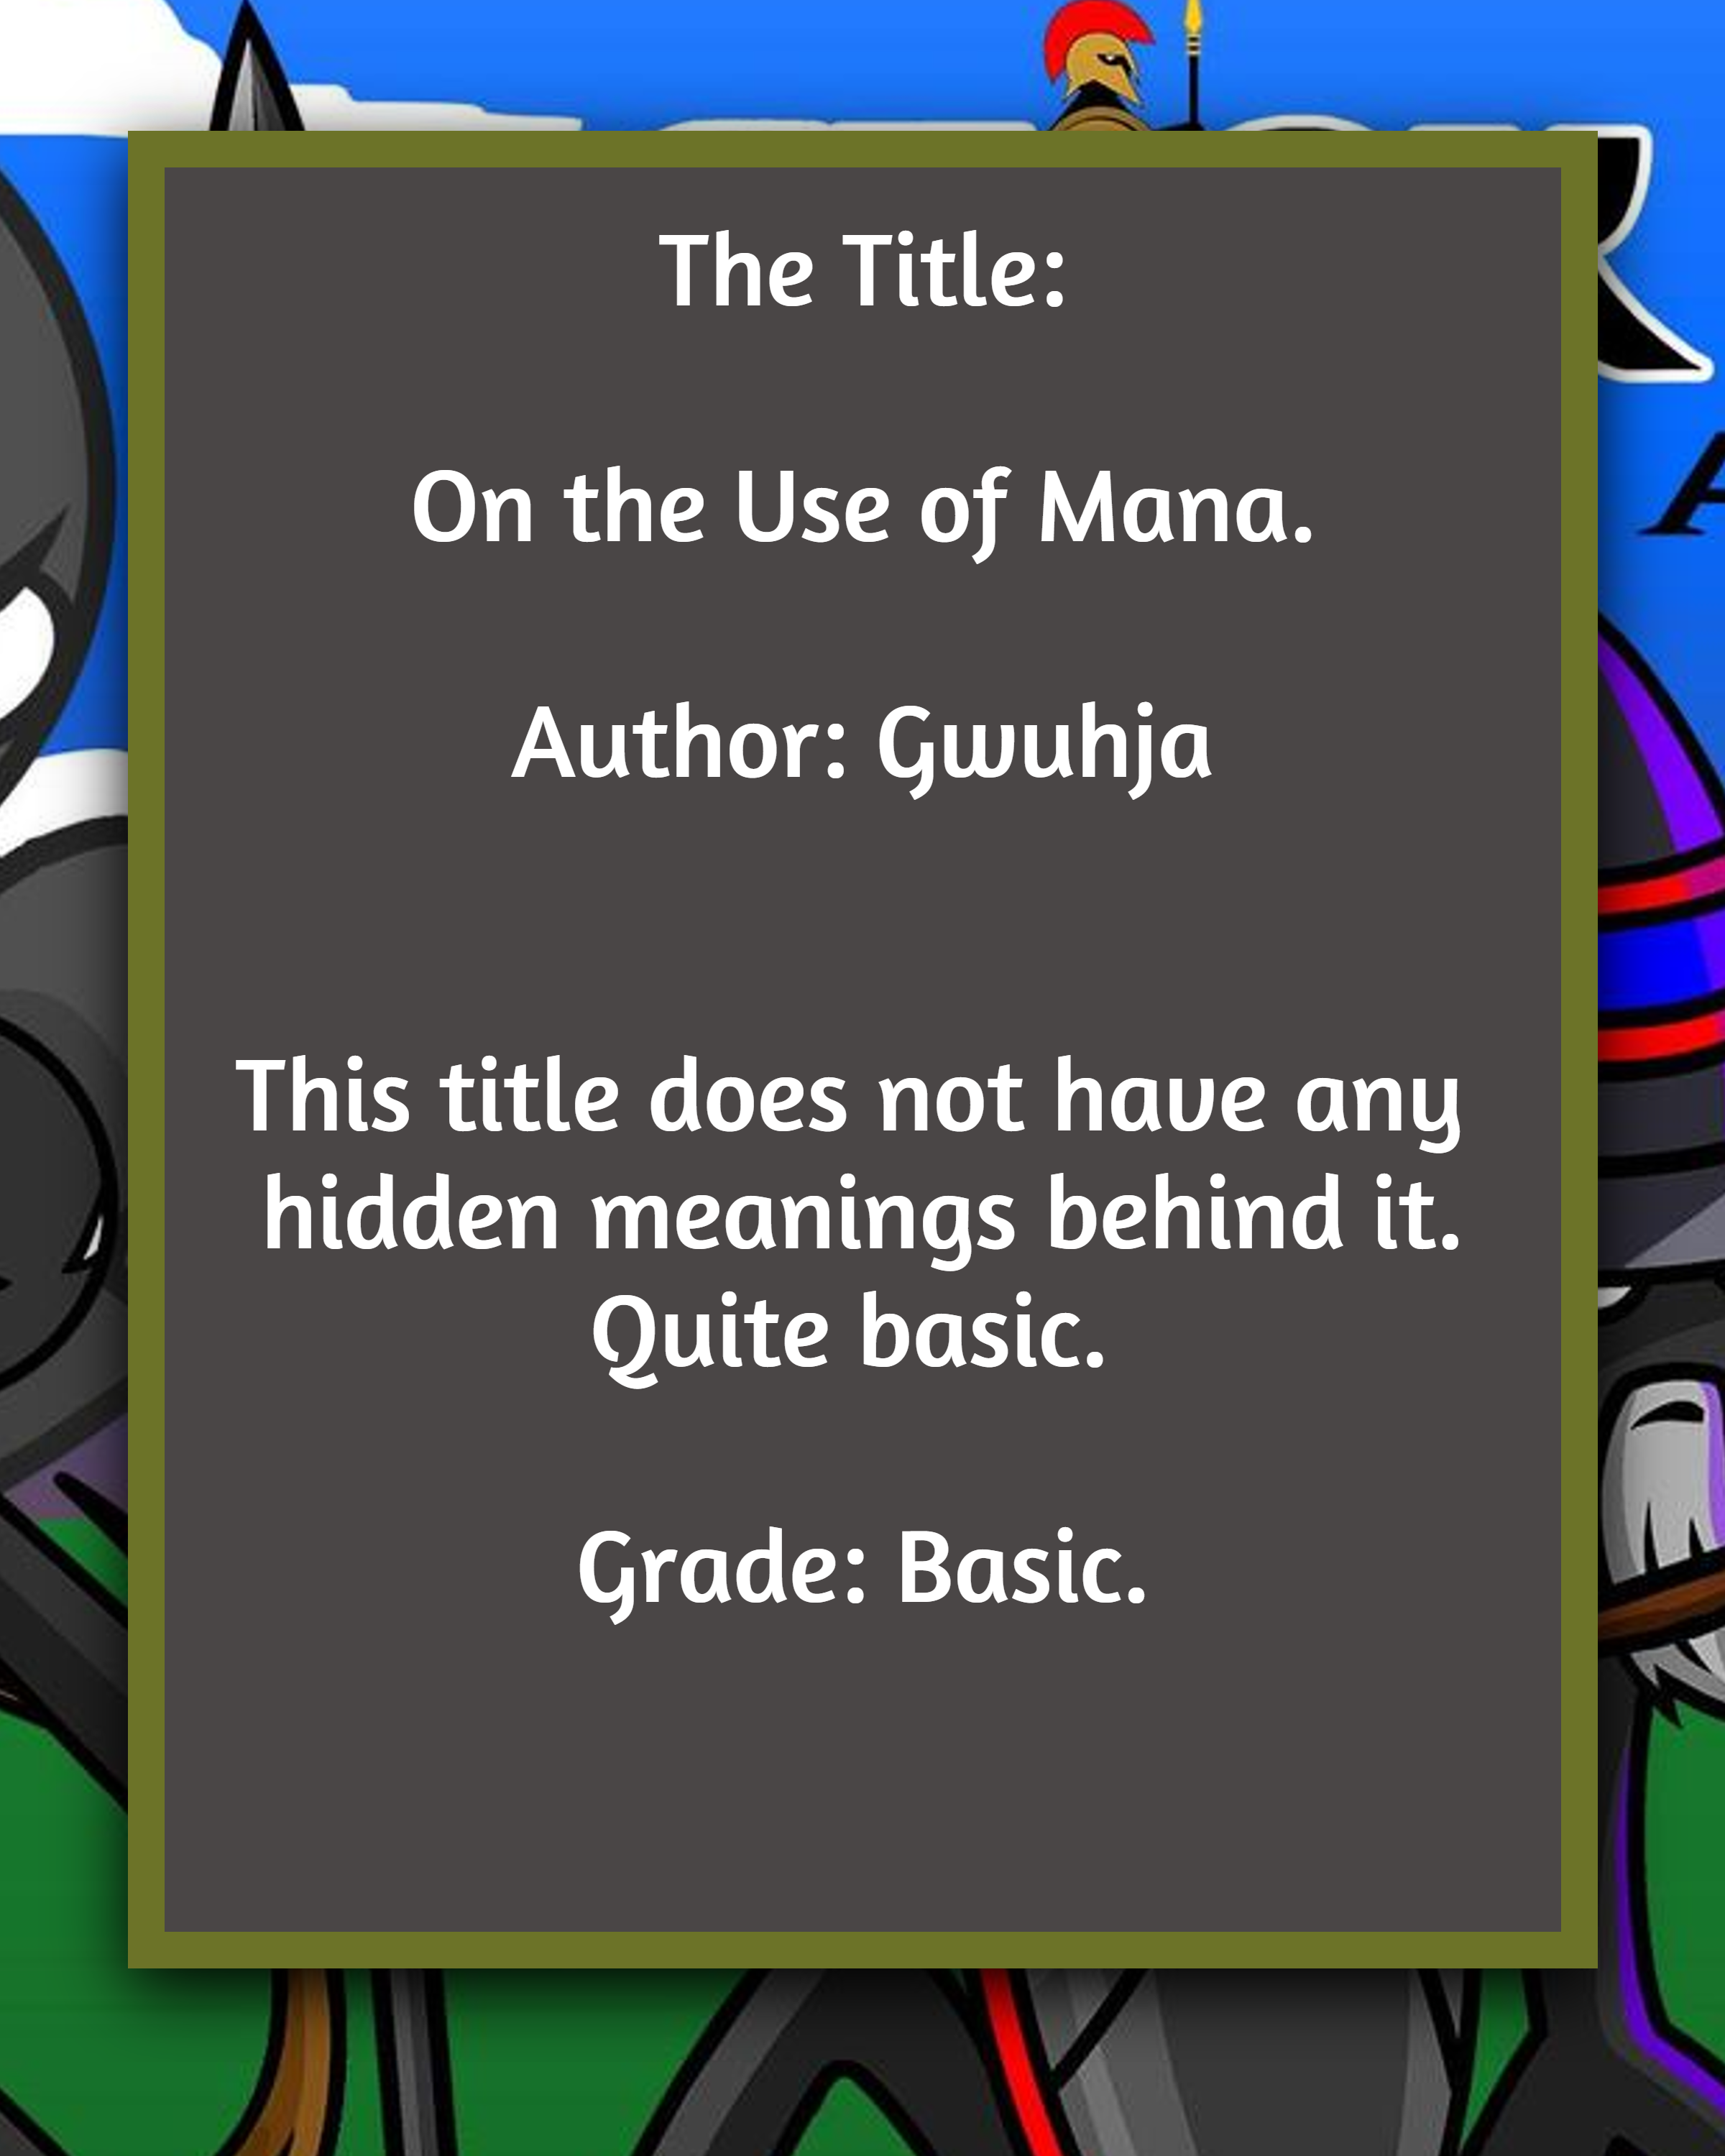 The Title:
On the Use of Mana.
Author: Gwuhja
This title does not have any
hidden meanings behind it.
Quite basic.
Grade: Basic.